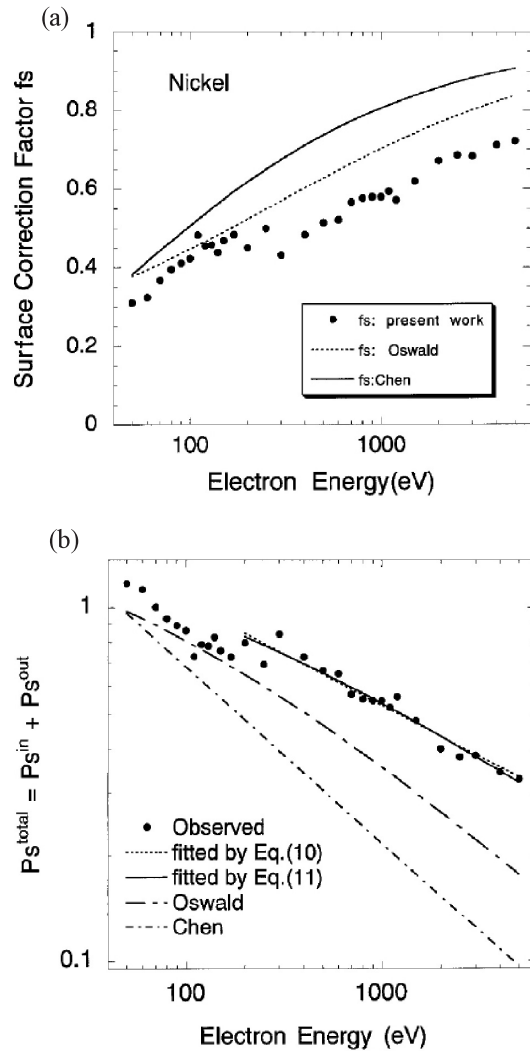 (a)
1
0.8
0.6
0.4
0.2
0
Surface Correction Factor fs
Nickel
fs: present work
fs: Oswald
fs:Chen
100
1000
Electron Energy(eV)
(b)
1
0.1
Ps^total = Ps^in + Ps^out
Observed
fitted by Eq.(10)
fitted by Eq.(11)
Oswald
Chen
100
1000
Electron Energy (eV)